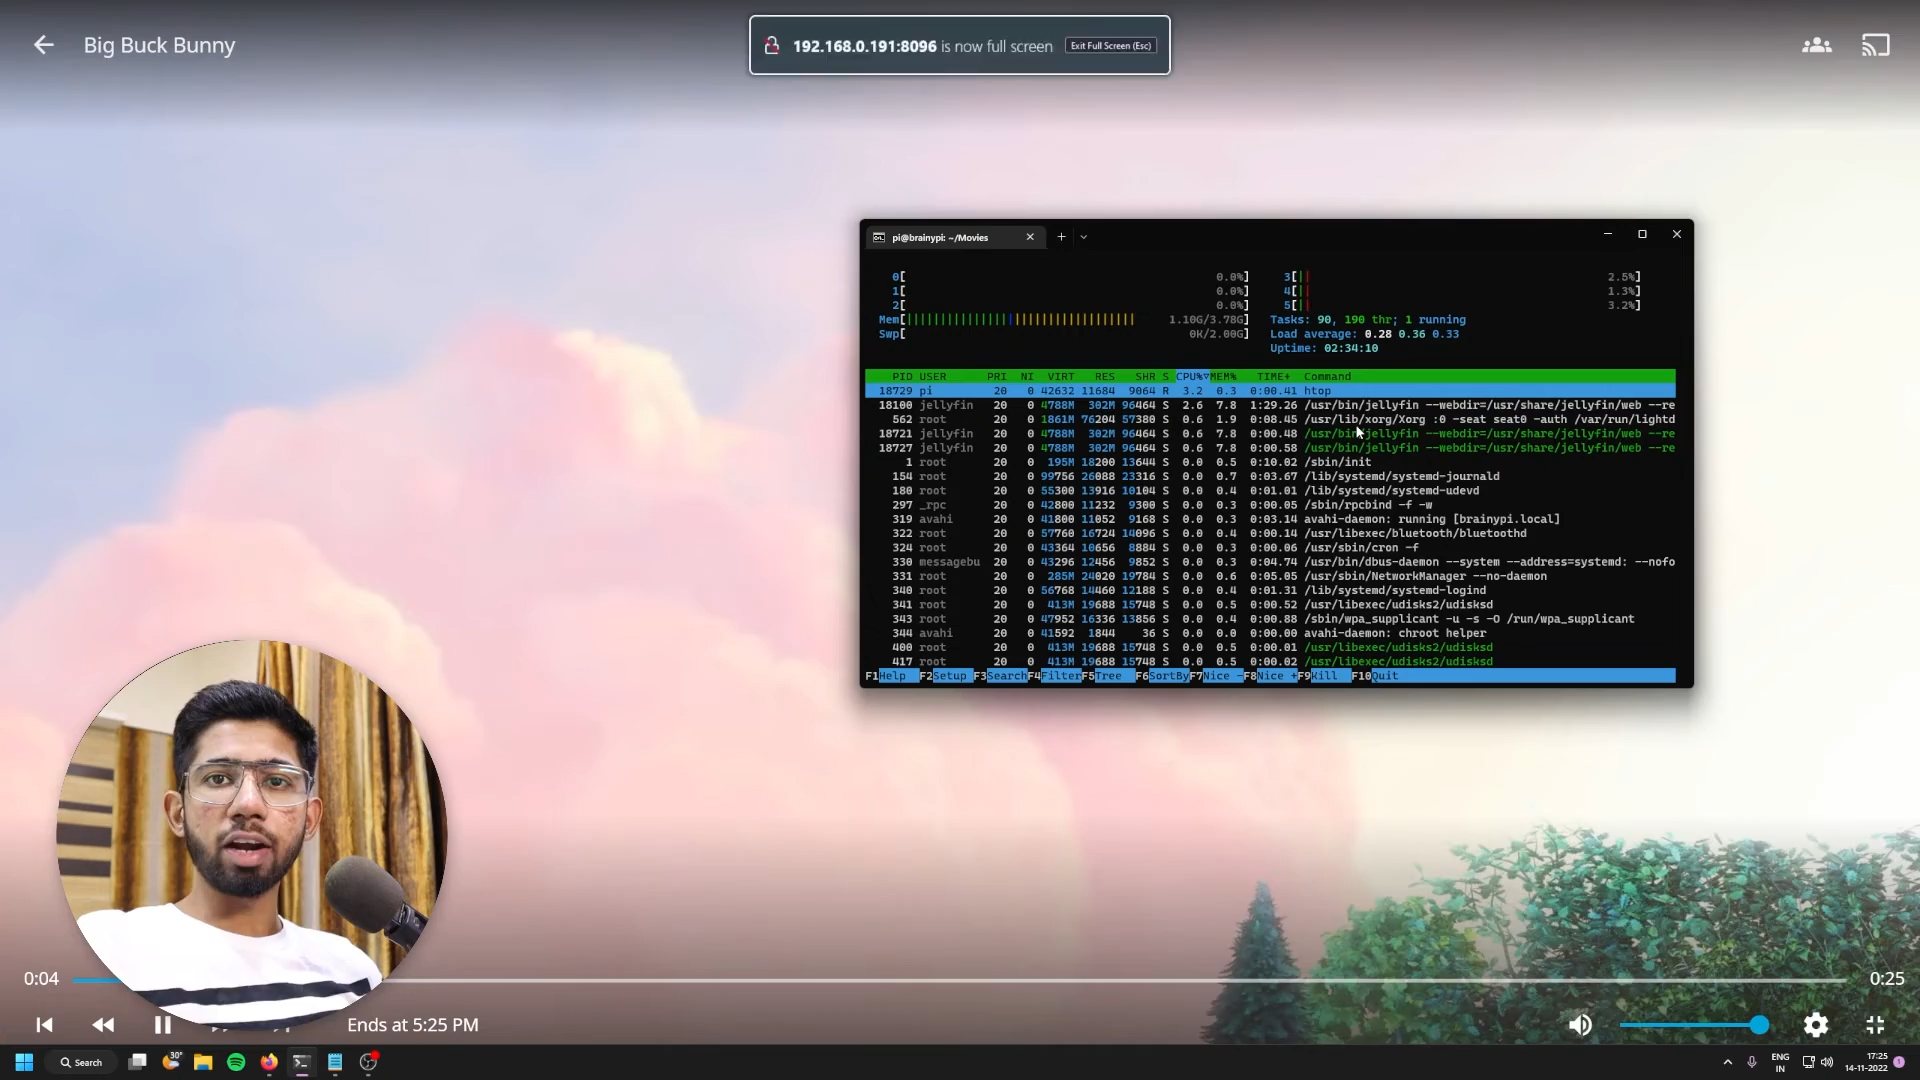 Big Buck Bunny
192.168.0.191:8096 is now full screen Exit Full Screen (Esc)
pi@brainypi: ~/Movies
0[ 0.0%] 3[|| 2.5%]
1[ 0.0%] 4[|| 1.3%]
2[ 0.0%] 5[|| 3.2%]
Mem[||||||||||||||||||||||||||||||||||| 1.10G/3.78G] Tasks: 90, 190 thr; 1 running
Swp[ 0K/2.00G] Load average: 0.28 0.36 0.33
Uptime: 02:34:10
PID USER PRI NI VIRT RES SHR S CPU%▽MEM% TIME+ Command
18729 pi 20 0 42632 11684 9064 R 3.2 0.3 0:00.41 htop
18100 jellyfin 20 0 4788M 302M 96464 S 2.6 7.8 1:29.26 /usr/bin/jellyfin --webdir=/usr/share/jellyfin/web --re
562 root 20 0 1861M 76204 57380 S 0.6 1.9 0:08.45 /usr/lib/xorg/Xorg :0 -seat seat0 -auth /var/run/lightd
18721 jellyfin 20 0 4788M 302M 96464 S 0.6 7.8 0:00.48 /usr/bin/jellyfin --webdir=/usr/share/jellyfin/web --re
18727 jellyfin 20 0 4788M 302M 96464 S 0.6 7.8 0:00.58 /usr/bin/jellyfin --webdir=/usr/share/jellyfin/web --re
1 root 20 0 195M 18200 13644 S 0.0 0.5 0:10.02 /sbin/init
154 root 20 0 99756 26088 23316 S 0.0 0.7 0:03.67 /lib/systemd/systemd-journald
180 root 20 0 55300 13916 10104 S 0.0 0.4 0:01.01 /lib/systemd/systemd-udevd
297 _rpc 20 0 42800 11232 9300 S 0.0 0.3 0:00.05 /sbin/rpcbind -f -w
319 avahi 20 0 41800 11052 9168 S 0.0 0.3 0:03.14 avahi-daemon: running [brainypi.local]
322 root 20 0 57760 16724 14096 S 0.0 0.4 0:00.14 /usr/libexec/bluetooth/bluetoothd
324 root 20 0 43364 10656 8884 S 0.0 0.3 0:00.06 /usr/sbin/cron -f
330 messagebu 20 0 43296 12456 9852 S 0.0 0.3 0:04.74 /usr/bin/dbus-daemon --system --address=systemd: --nofo
331 root 20 0 285M 24020 19784 S 0.0 0.6 0:05.05 /usr/sbin/NetworkManager --no-daemon
340 root 20 0 56768 14460 12188 S 0.0 0.4 0:01.31 /lib/systemd/systemd-logind
341 root 20 0 413M 19688 15748 S 0.0 0.5 0:00.52 /usr/libexec/udisks2/udisksd
343 root 20 0 47952 16336 13856 S 0.0 0.4 0:00.88 /sbin/wpa_supplicant -u -s -O /run/wpa_supplicant
344 avahi 20 0 41592 1844 36 S 0.0 0.0 0:00.00 avahi-daemon: chroot helper
400 root 20 0 413M 19688 15748 S 0.0 0.5 0:00.01 /usr/libexec/udisks2/udisksd
417 root 20 0 413M 19688 15748 S 0.0 0.5 0:00.02 /usr/libexec/udisks2/udisksd
F1Help F2Setup F3SearchF4FilterF5Tree F6SortByF7Nice -F8Nice +F9Kill F10Quit
0:04 0:25
Ends at 5:25 PM
Search 30° ENG IN 17:25 14-11-2022 1